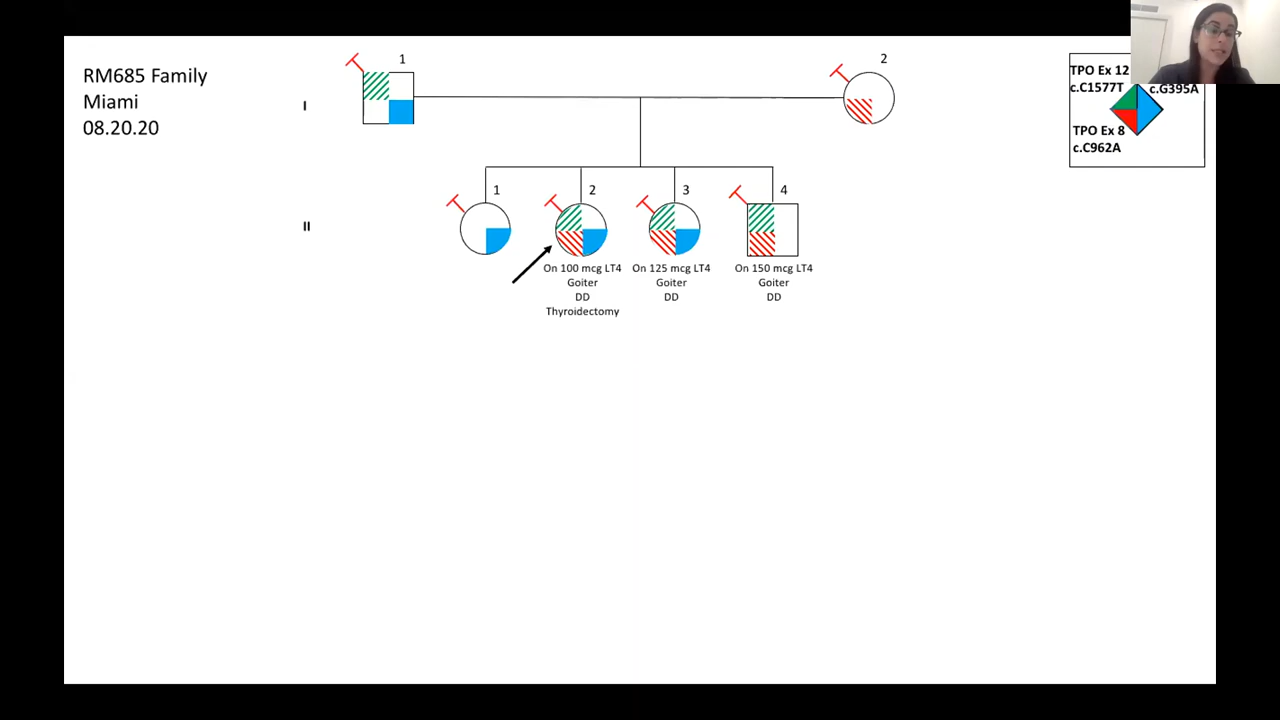 RM685 Family
Miami
08.20.20
I
1
2
TPO Ex 12
c.C1577T
c.G395A
TPO Ex 8
c.C962A
II
1
2
3
4
On 100 mcg LT4
Goiter
DD
Thyroidectomy
On 125 mcg LT4
Goiter
DD
On 150 mcg LT4
Goiter
DD